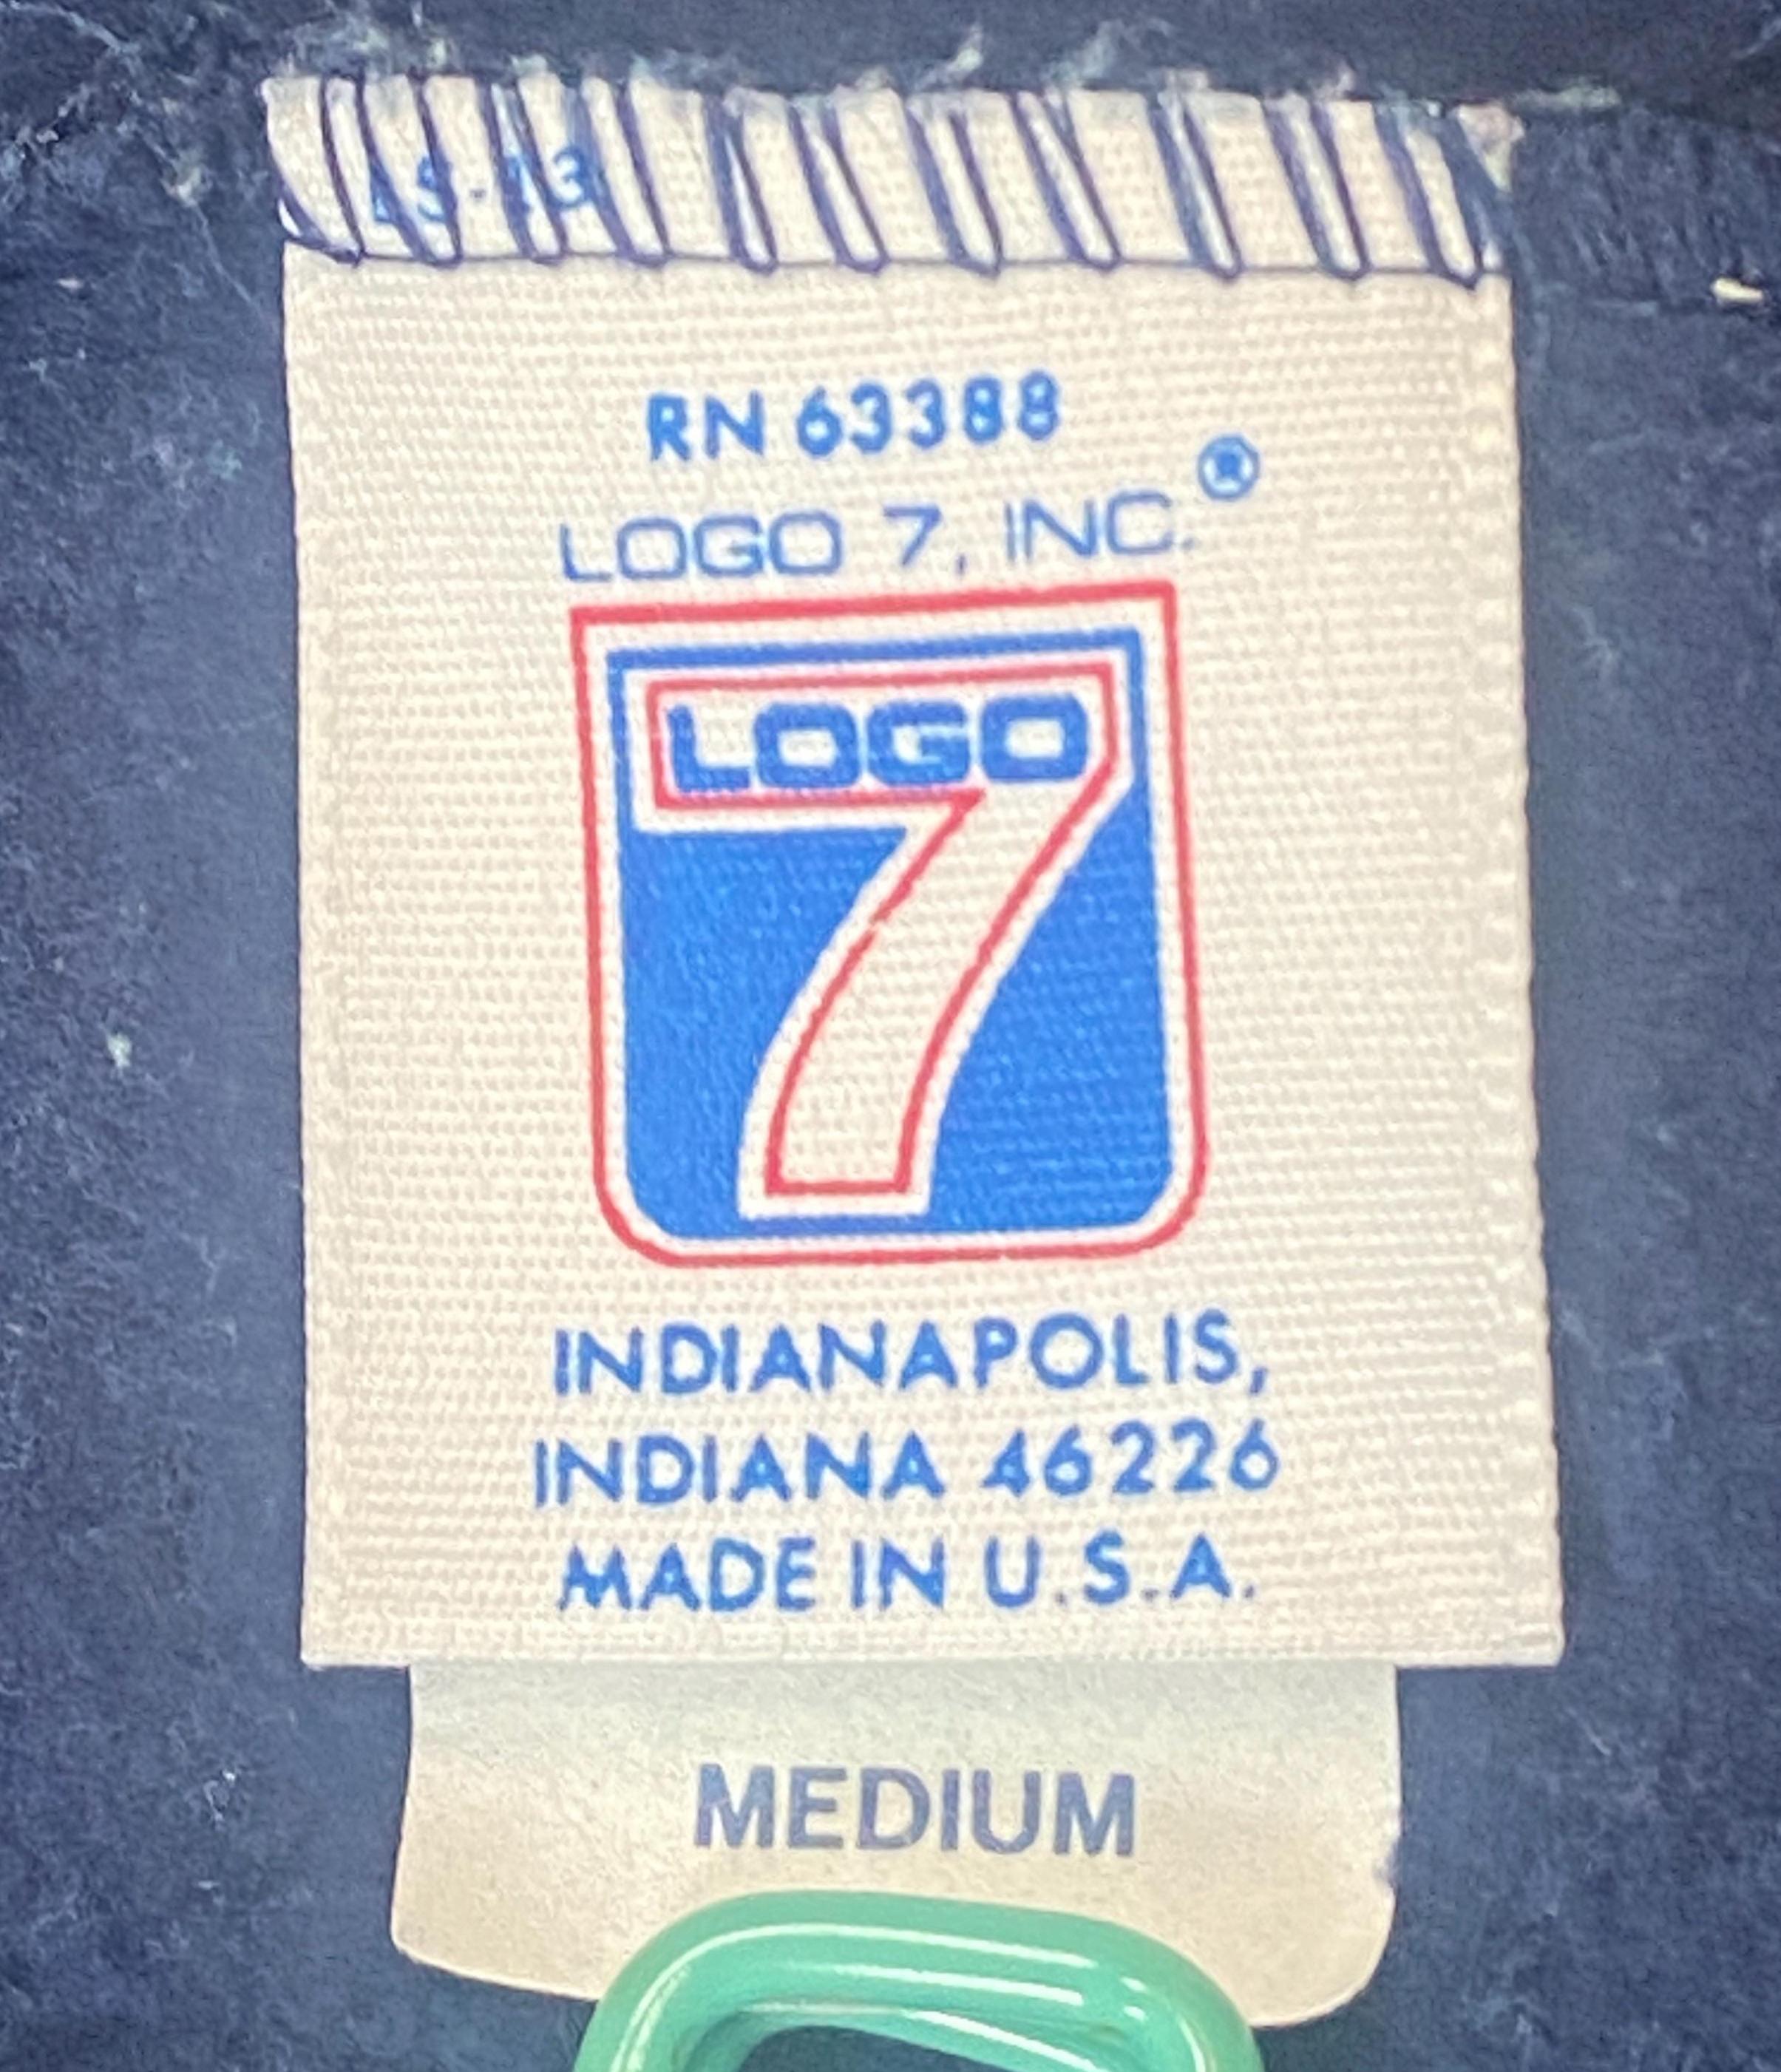 RN 63388
LOGO 7, INC.®
LOGO
7
INDIANAPOLIS,
INDIANA 46226
MADE IN U.S.A.
MEDIUM